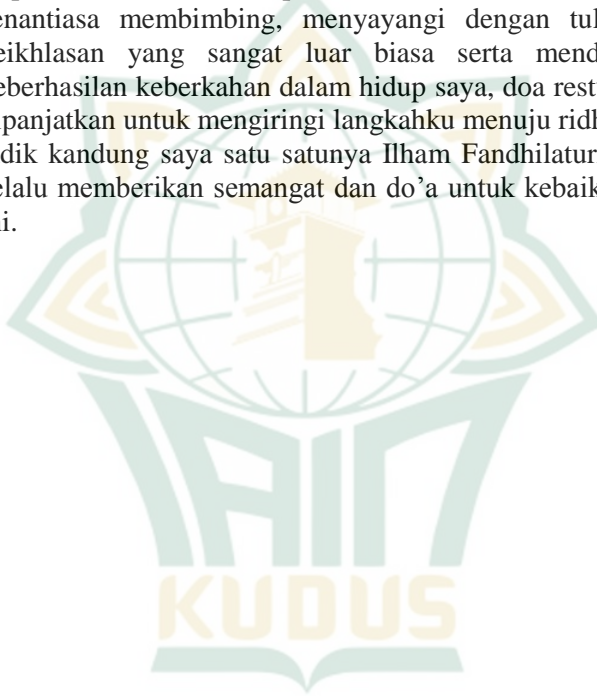 enantiasa membimbing, menyayangi dengan tul
eikhlasan yang sangat luar biasa serta mend
eberhasilan keberkahan dalam hidup saya, doa rest
panjatkan untuk mengiringi langkahku menuju ridh
dik kandung saya satu satunya Ilham Fandhilatur
elalu memberikan semangat dan do'a untuk kebaik
i.
IAIN
KUDUS